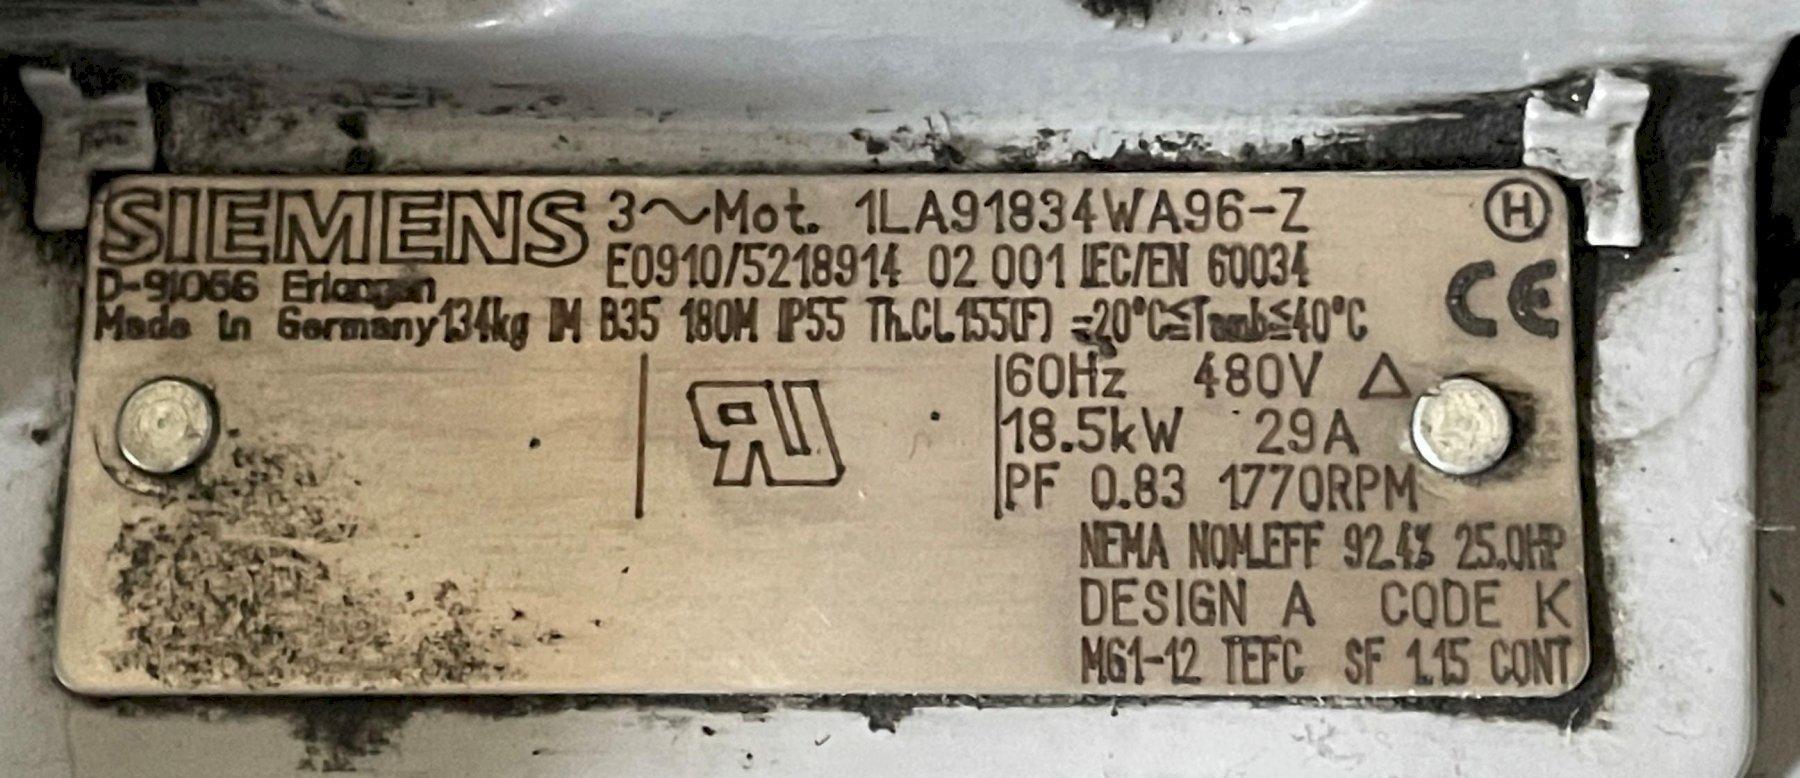 SIEMENS 3~Mot. 1LA91834WA96-Z H
D-91056 Erlangen E0910/5218914 02 001 IEC/EN 60034
Made in Germany 134kg IM B35 180M IP55 Th.CL.155(F) -20°C≤Tamb≤40°C CE
60Hz 480V Δ
18.5kW 29A
PF 0.83 1770RPM
NEMA NOM.EFF 92.4% 25.0HP
DESIGN A CODE K
MG1-12 TEFC SF 1.15 CONT